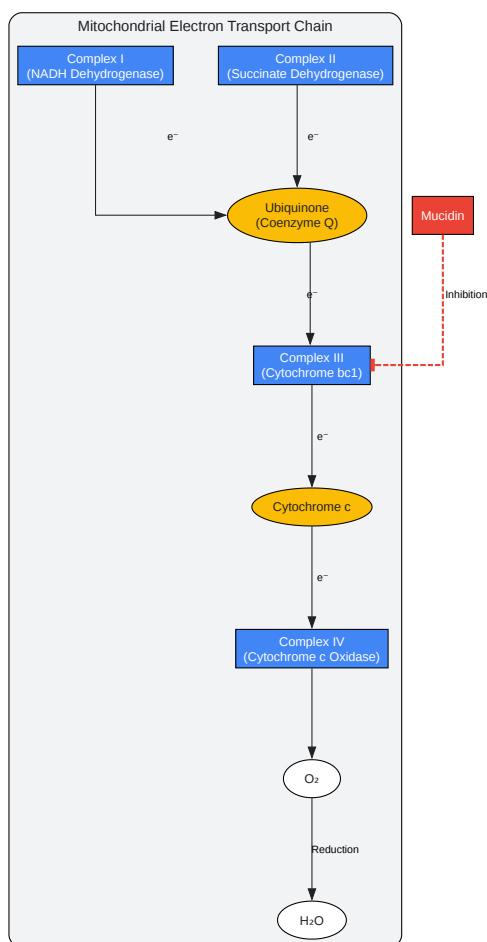 Mitochondrial Electron Transport Chain
Complex I
(NADH Dehydrogenase)
Complex II
(Succinate Dehydrogenase)
e⁻
e⁻
Ubiquinone
(Coenzyme Q)
Mucidin
e⁻
Inhibition
Complex III
(Cytochrome bc1)
e⁻
Cytochrome c
e⁻
Complex IV
(Cytochrome c Oxidase)
O₂
Reduction
H₂O